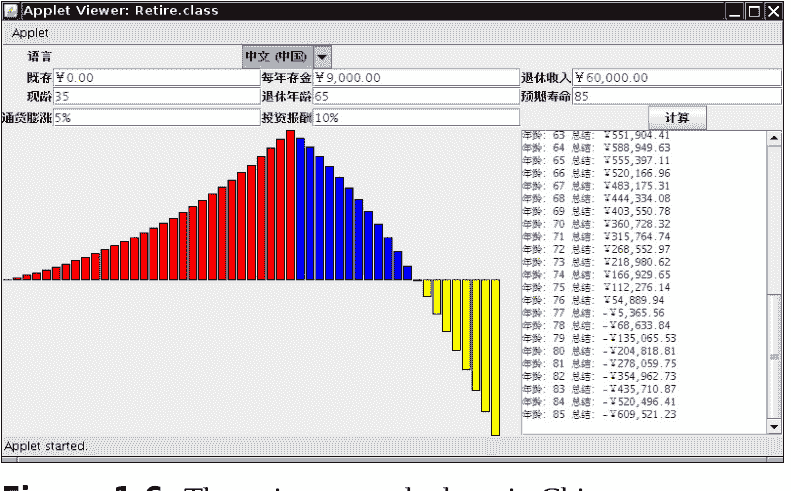 Applet Viewer: Retire.class
Applet
语言 中文 (中国)
既存 ¥0.00 每年存金 ¥9,000.00 退休收入 ¥60,000.00
现龄 35 退休年龄 65 预期寿命 85
通货膨涨 5% 投资报酬 10% 计算
年龄: 63 总结: ¥551,904.41
年龄: 64 总结: ¥588,949.63
年龄: 65 总结: ¥555,397.11
年龄: 66 总结: ¥520,166.96
年龄: 67 总结: ¥483,175.31
年龄: 68 总结: ¥444,334.08
年龄: 69 总结: ¥403,550.78
年龄: 70 总结: ¥360,728.32
年龄: 71 总结: ¥315,764.74
年龄: 72 总结: ¥268,552.97
年龄: 73 总结: ¥218,980.62
年龄: 74 总结: ¥166,929.65
年龄: 75 总结: ¥112,276.14
年龄: 76 总结: ¥54,889.94
年龄: 77 总结: -¥5,365.56
年龄: 78 总结: -¥68,633.84
年龄: 79 总结: -¥135,065.53
年龄: 80 总结: -¥204,818.81
年龄: 81 总结: -¥278,059.75
年龄: 82 总结: -¥354,962.73
年龄: 83 总结: -¥435,710.87
年龄: 84 总结: -¥520,496.41
年龄: 85 总结: -¥609,521.23
Applet started.